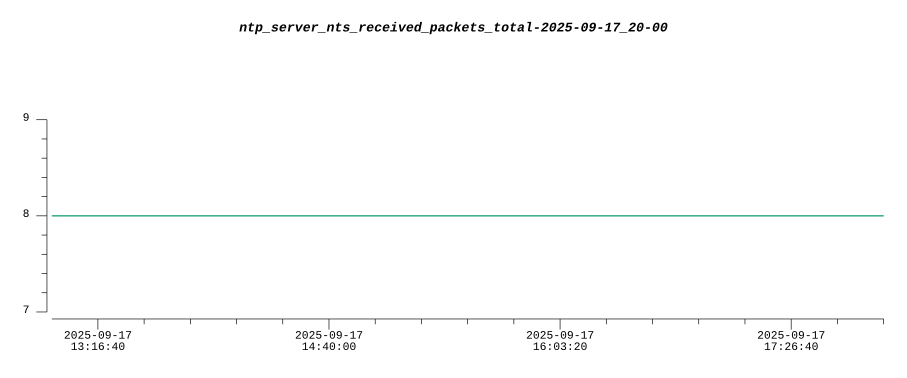 ntp_server_nts_received_packets_total-2025-09-17_20-00
9
8
7
2025-09-17 2025-09-17 2025-09-17 2025-09-17
13:16:40 14:40:00 16:03:20 17:26:40